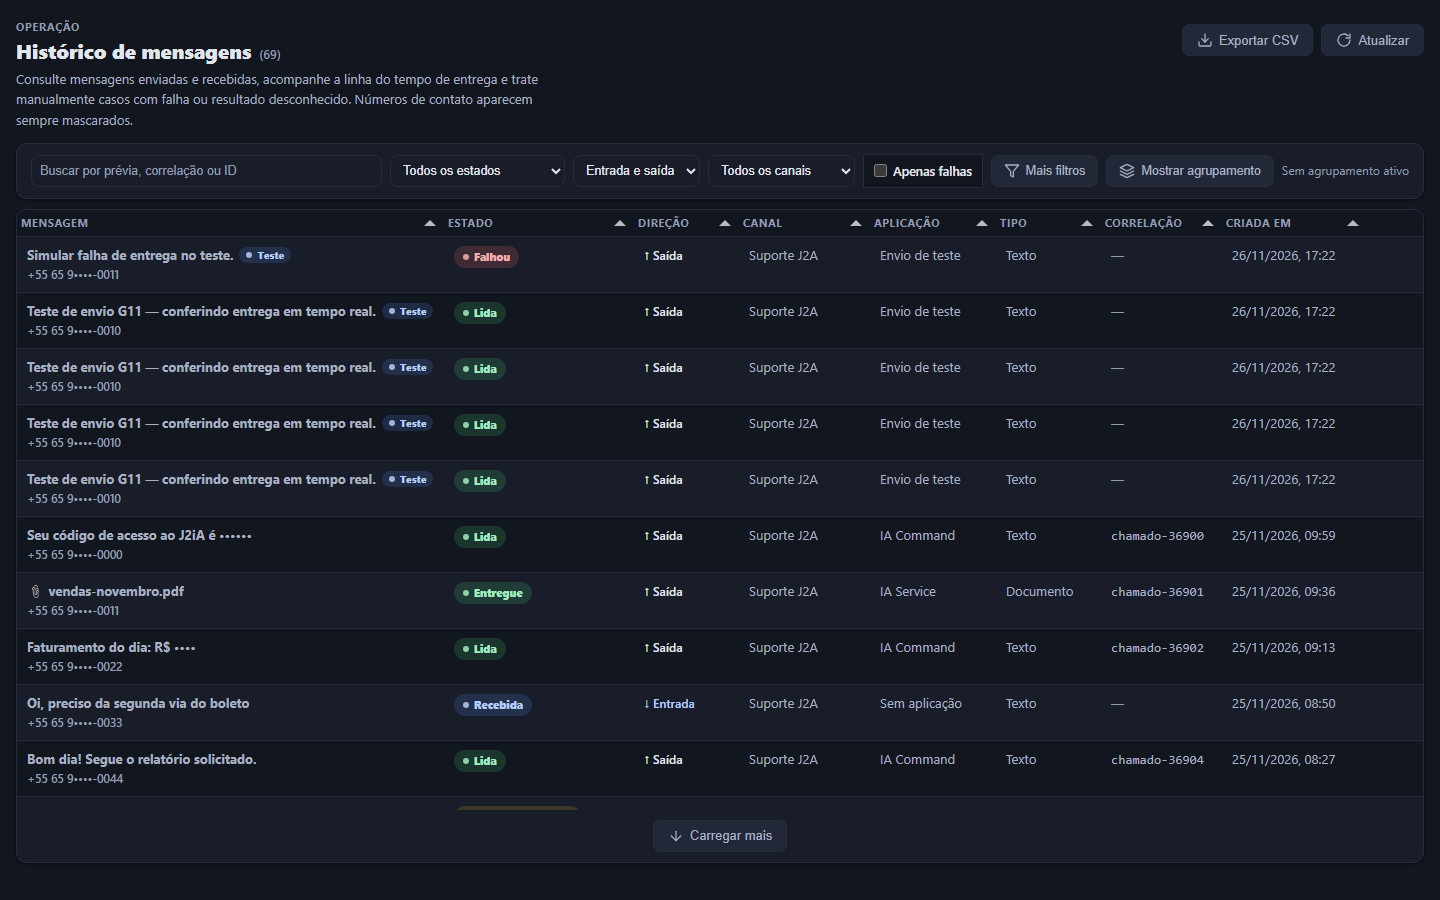 OPERAÇÃO
Histórico de mensagens (69)
Exportar CSV Atualizar
Consulte mensagens enviadas e recebidas, acompanhe a linha do tempo de entrega e trate
manualmente casos com falha ou resultado desconhecido. Números de contato aparecem
sempre mascarados.
Buscar por prévia, correlação ou ID Todos os estados Entrada e saída Todos os canais Apenas falhas Mais filtros Mostrar agrupamento Sem agrupamento ativo
MENSAGEM ESTADO DIREÇÃO CANAL APLICAÇÃO TIPO CORRELAÇÃO CRIADA EM
Simular falha de entrega no teste. Teste Falhou ↑ Saída Suporte J2A Envio de teste Texto — 26/11/2026, 17:22
+55 65 9••••-0011
Teste de envio G11 — conferindo entrega em tempo real. Teste Lida ↑ Saída Suporte J2A Envio de teste Texto — 26/11/2026, 17:22
+55 65 9••••-0010
Teste de envio G11 — conferindo entrega em tempo real. Teste Lida ↑ Saída Suporte J2A Envio de teste Texto — 26/11/2026, 17:22
+55 65 9••••-0010
Teste de envio G11 — conferindo entrega em tempo real. Teste Lida ↑ Saída Suporte J2A Envio de teste Texto — 26/11/2026, 17:22
+55 65 9••••-0010
Teste de envio G11 — conferindo entrega em tempo real. Teste Lida ↑ Saída Suporte J2A Envio de teste Texto — 26/11/2026, 17:22
+55 65 9••••-0010
Seu código de acesso ao J2iA é •••••• Lida ↑ Saída Suporte J2A IA Command Texto chamado-36900 25/11/2026, 09:59
+55 65 9••••-0000
vendas-novembro.pdf Entregue ↑ Saída Suporte J2A IA Service Documento chamado-36901 25/11/2026, 09:36
+55 65 9••••-0011
Faturamento do dia: R$ •••• Lida ↑ Saída Suporte J2A IA Command Texto chamado-36902 25/11/2026, 09:13
+55 65 9••••-0022
Oi, preciso da segunda via do boleto Recebida ↓ Entrada Suporte J2A Sem aplicação Texto — 25/11/2026, 08:50
+55 65 9••••-0033
Bom dia! Segue o relatório solicitado. Lida ↑ Saída Suporte J2A IA Command Texto chamado-36904 25/11/2026, 08:27
+55 65 9••••-0044
Carregar mais